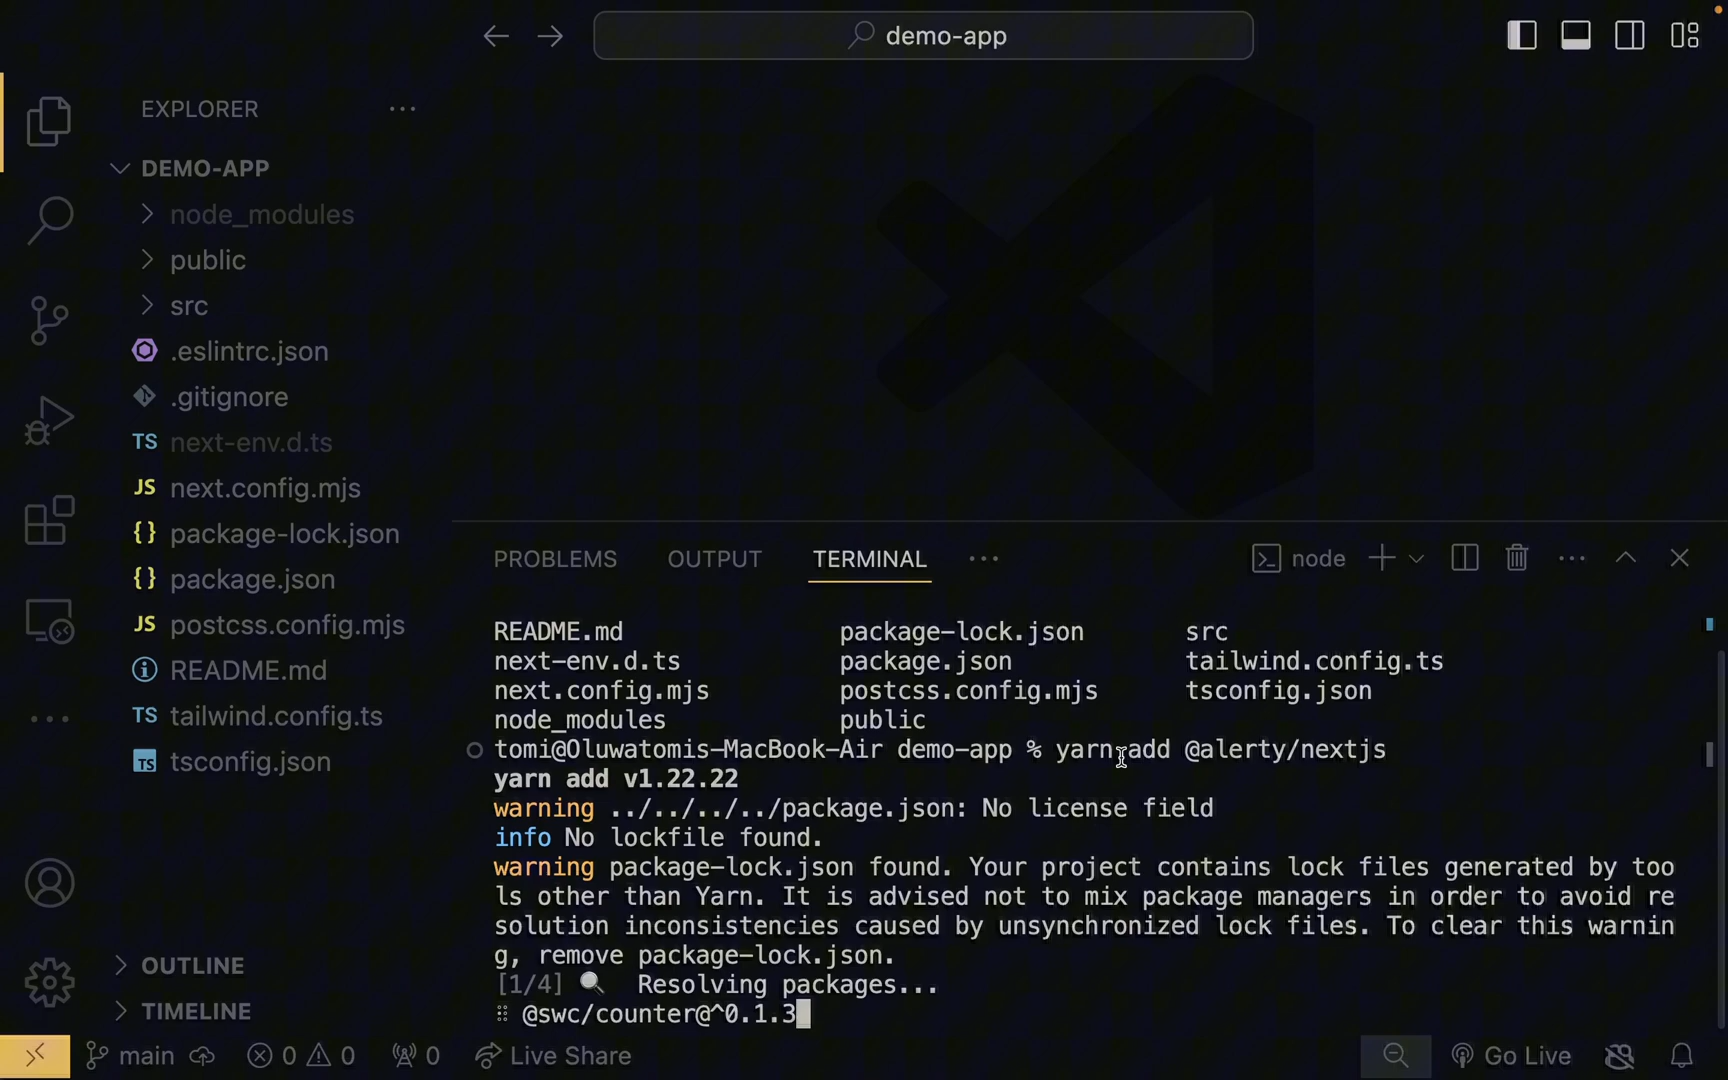 demo-app
EXPLORER
DEMO-APP
node_modules
public
src
.eslintrc.json
.gitignore
TS next-env.d.ts
JS next.config.mjs
{} package-lock.json
{} package.json
JS postcss.config.mjs
README.md
TS tailwind.config.ts
TS tsconfig.json
OUTLINE
TIMELINE
PROBLEMS OUTPUT TERMINAL ... node
README.md package-lock.json src
next-env.d.ts package.json tailwind.config.ts
next.config.mjs postcss.config.mjs tsconfig.json
node_modules public
tomi@Oluwatomis-MacBook-Air demo-app % yarn add @alerty/nextjs
yarn add v1.22.22
warning ../../../../package.json: No license field
info No lockfile found.
warning package-lock.json found. Your project contains lock files generated by too
ls other than Yarn. It is advised not to mix package managers in order to avoid re
solution inconsistencies caused by unsynchronized lock files. To clear this warnin
g, remove package-lock.json.
[1/4] 🔍 Resolving packages...
⠿ @swc/counter@^0.1.3
main 0 0 0 Live Share Go Live